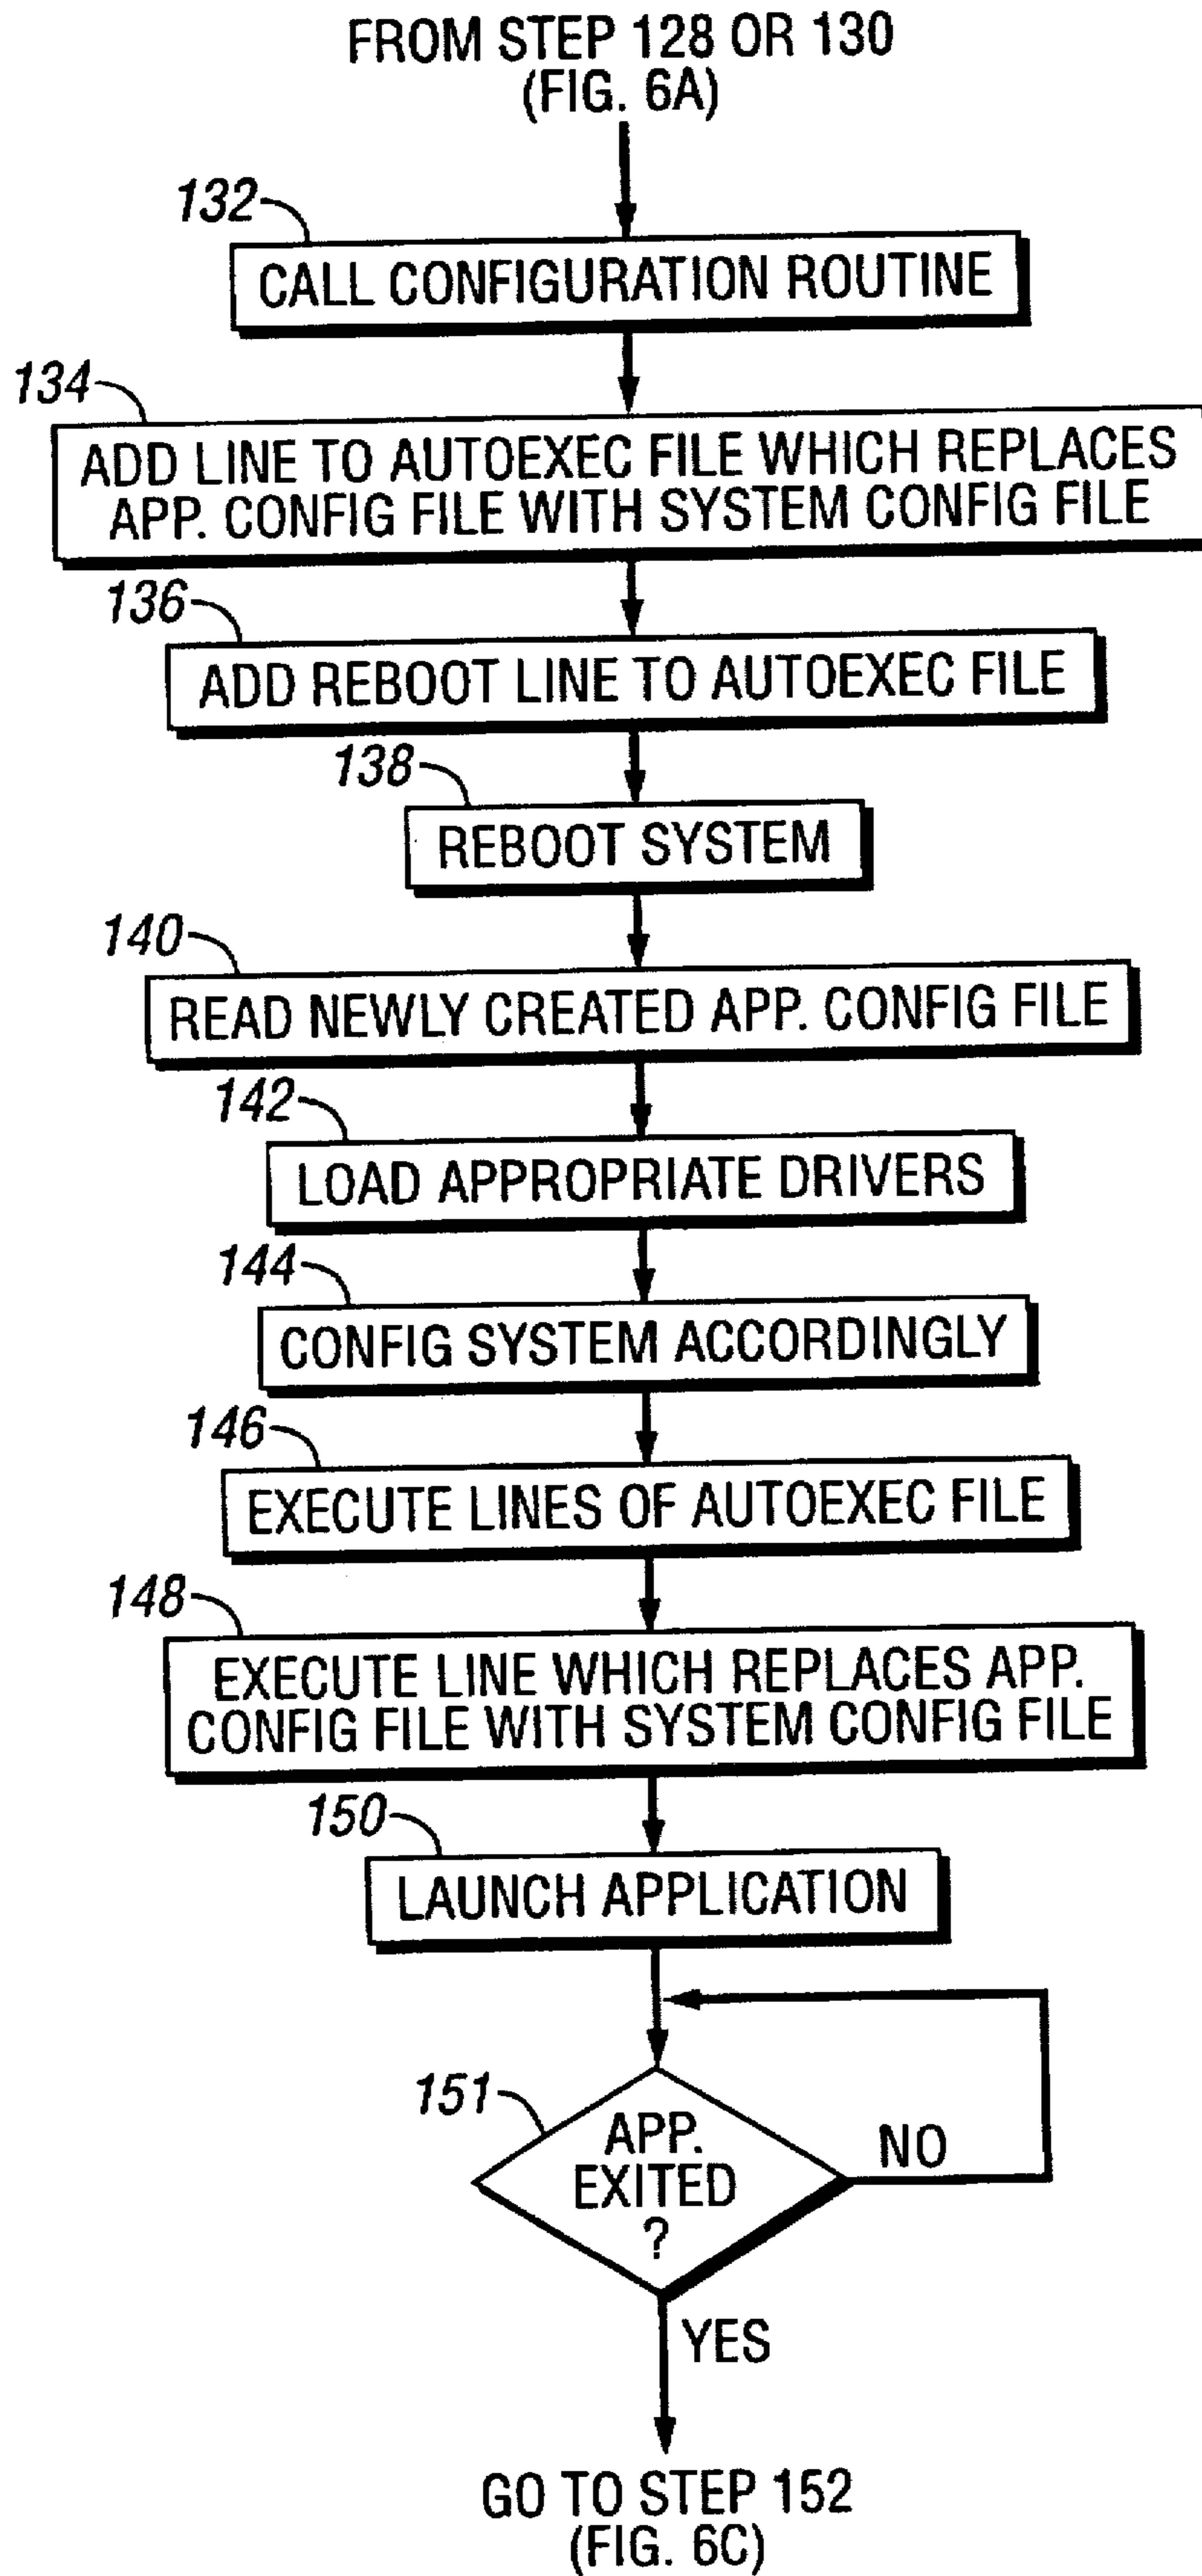 FROM STEP 128 OR 130
(FIG. 6A)
132
CALL CONFIGURATION ROUTINE
134
ADD LINE TO AUTOEXEC FILE WHICH REPLACES
APP. CONFIG FILE WITH SYSTEM CONFIG FILE
136
ADD REBOOT LINE TO AUTOEXEC FILE
138
REBOOT SYSTEM
140
READ NEWLY CREATED APP. CONFIG FILE
142
LOAD APPROPRIATE DRIVERS
144
CONFIG SYSTEM ACCORDINGLY
146
EXECUTE LINES OF AUTOEXEC FILE
148
EXECUTE LINE WHICH REPLACES APP.
CONFIG FILE WITH SYSTEM CONFIG FILE
150
LAUNCH APPLICATION
151
APP.
EXITED
?
NO
YES
GO TO STEP 152
(FIG. 6C)